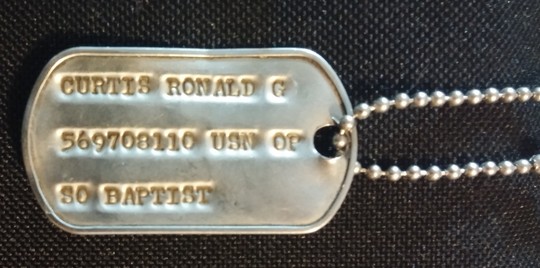 CURTIS RONALD G
569708110 USN OP
SO BAPTIST